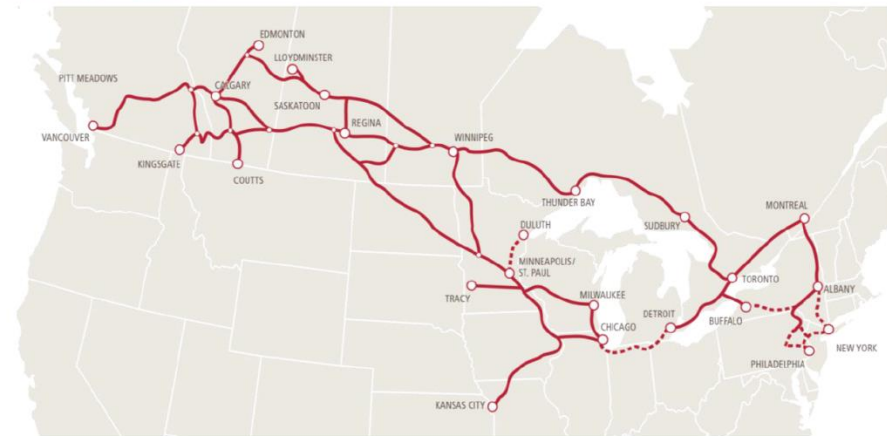 EDMONTON
LLOYDMINSTER
PITT MEADOWS
CALGARY
SASKATOON
REGINA
VANCOUVER
WINNIPEG
KINGSGATE
COUTTS
THUNDER BAY
MONTREAL
DULUTH
SUDBURY
MINNEAPOLIS/
ST. PAUL
TORONTO
ALBANY
TRACY
MILWAUKEE
DETROIT
BUFFALO
CHICAGO
NEW YORK
PHILADELPHIA
KANSAS CITY